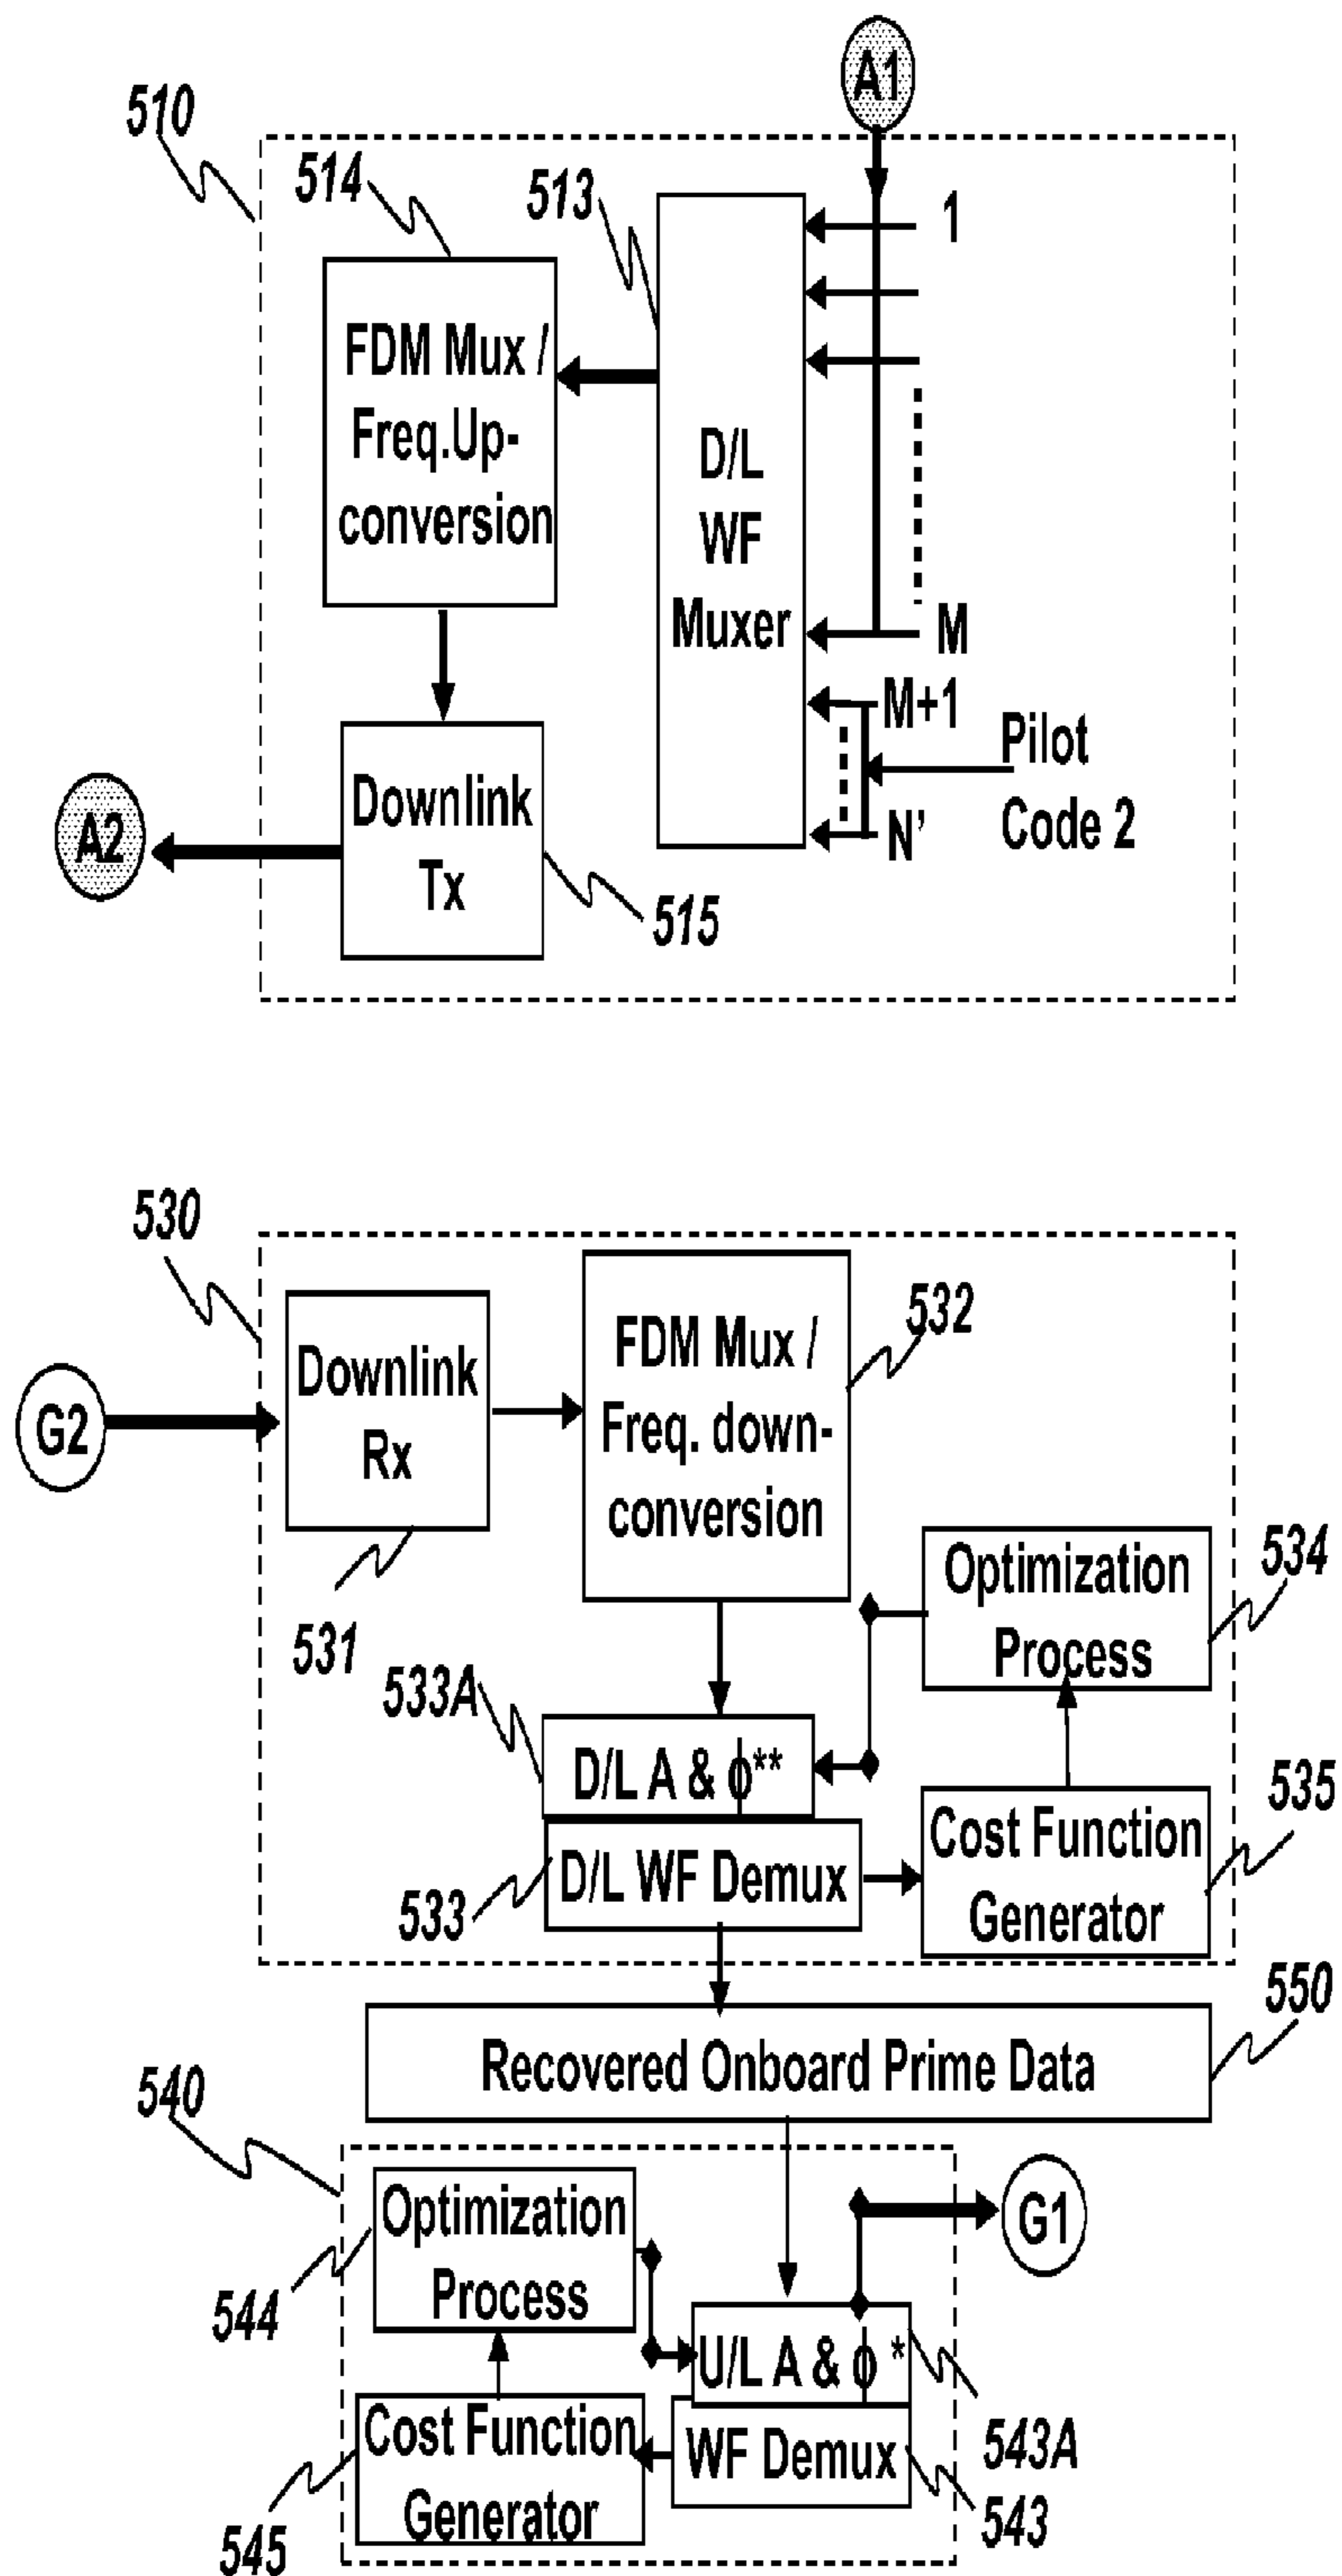 A1
510
514
513
1
FDM Mux /
Freq.Up-
conversion
D/L
WF
Muxer
M
M+1
Pilot
Code 2
N’
Downlink
Tx
A2
515
530
532
Downlink
Rx
FDM Mux /
Freq. down-
conversion
G2
531
Optimization
Process
534
533A
D/L A & ϕ**
D/L WF Demux
533
Cost Function
Generator
535
550
Recovered Onboard Prime Data
540
Optimization
Process
G1
544
U/L A & ϕ *
WF Demux
Cost Function
Generator
543A
543
545